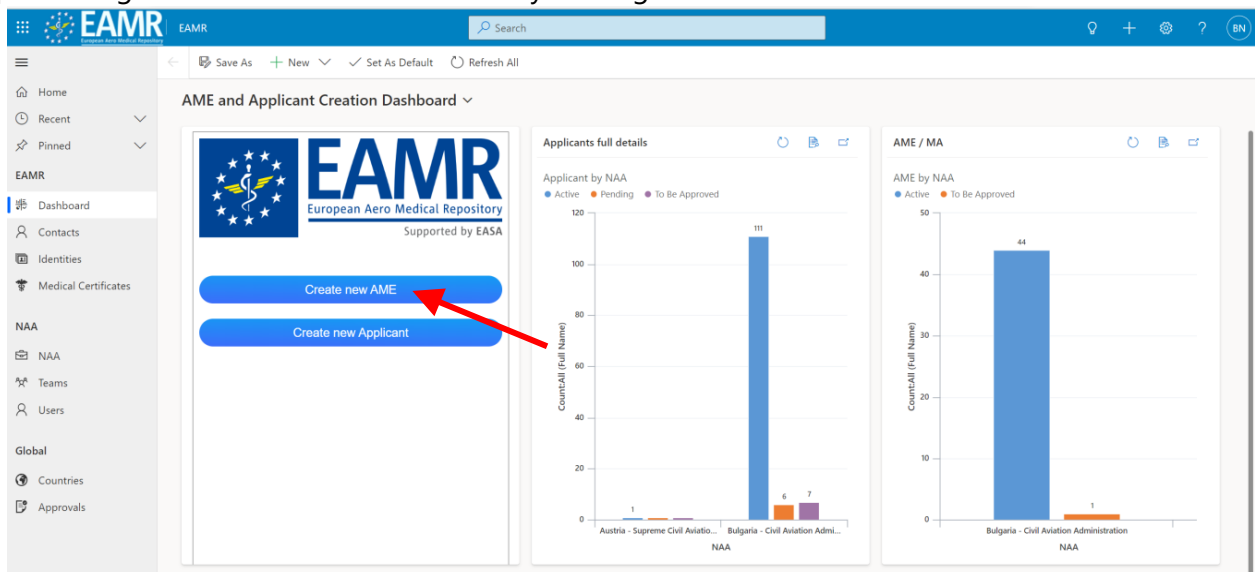 EAMR
European Aero Medical Repository
EAMR
Search
?
BN
Save As
New
Set As Default
Refresh All
Home
Recent
Pinned
EAMR
Dashboard
Contacts
Identities
Medical Certificates
NAA
NAA
Teams
Users
Global
Countries
Approvals
AME and Applicant Creation Dashboard
EAMR
European Aero Medical Repository
Supported by EASA
Create new AME
Create new Applicant
Applicants full details
Applicant by NAA
Active Pending To Be Approved
120
100
80
60
40
20
0
Count:All (Full Name)
1
111
6
7
Austria - Supreme Civil Aviatio...
Bulgaria - Civil Aviation Admi...
NAA
AME / MA
AME by NAA
Active To Be Approved
50
40
30
20
10
0
Count:All (Full Name)
44
1
Bulgaria - Civil Aviation Administration
NAA